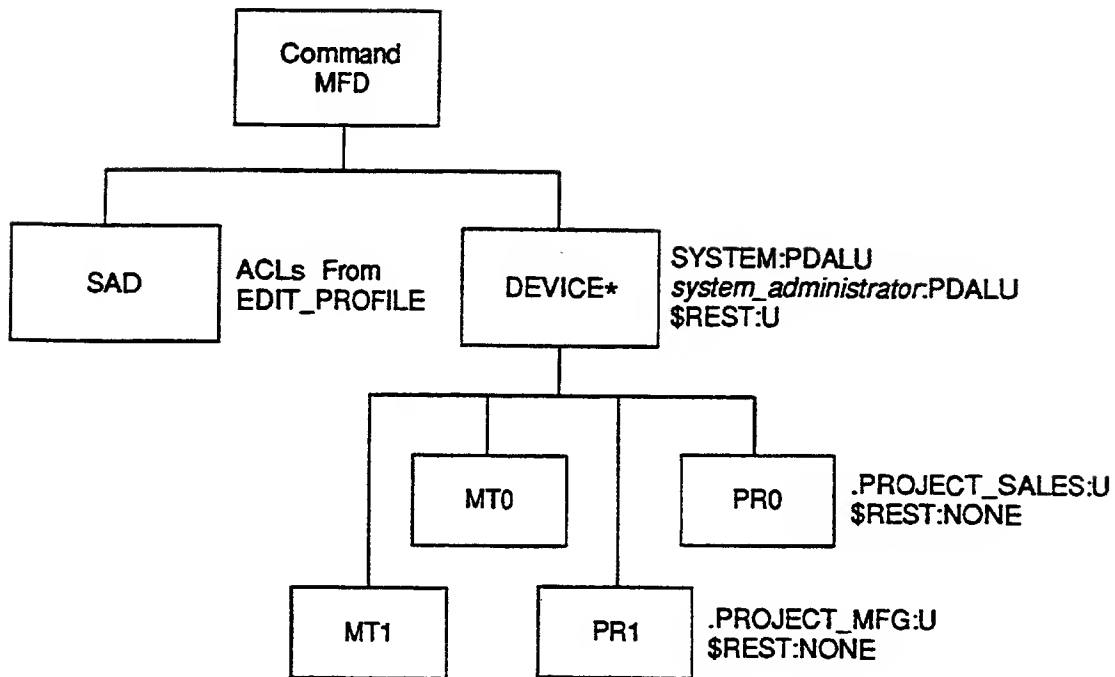 Command
MFD
SAD
ACLs From
EDIT_PROFILE
DEVICE*
SYSTEM:PDALU
system_administrator:PDALU
$REST:U
MT0
PR0
.PROJECT_SALES:U
$REST:NONE
MT1
PR1
.PROJECT_MFG:U
$REST:NONE